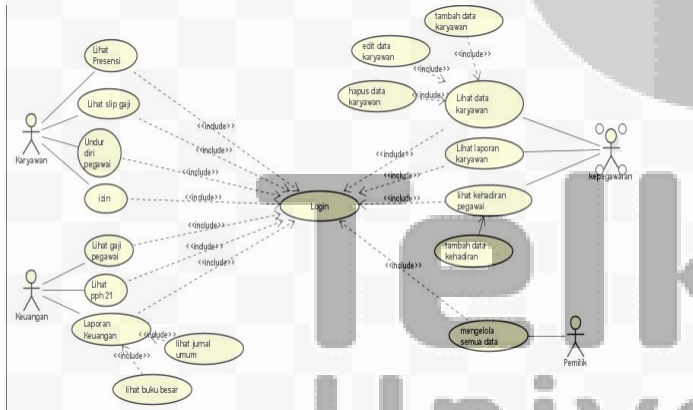 tambah data
karyawan
edit data
karyawan
<<include>>
<<include>>
hapus data
karyawan
<<include>>
Lihat data
karyawan
Lihat
Presensi
Lihat slip gaji
Undur
diri
pegawai
izin
Karyawan
<<include>>
<<include>>
<<include>>
<<include>>
Login
<<include>>
<<include>>
<<include>>
Lihat laporan
karyawan
lihat kehadiran
pegawai
tambah data
kehadiran
kepegawaian
Lihat gaji
pegawai
Lihat
pph 21
Laporan
Keuangan
Keuangan
<<include>>
<<include>>
<<include>>
<<include>>
<<include>>
lihat jurnal
umum
lihat buku besar
<<include>>
mengelola
semua data
Pemilik
Telk
Univers